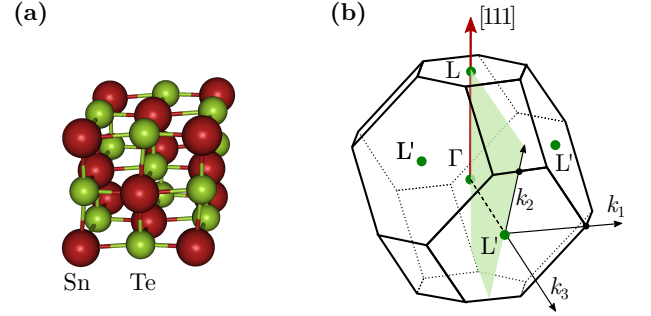 (a)
Sn
Te
(b)
[111]
L
L'
Γ
L'
k₂
k₁
L'
k₃